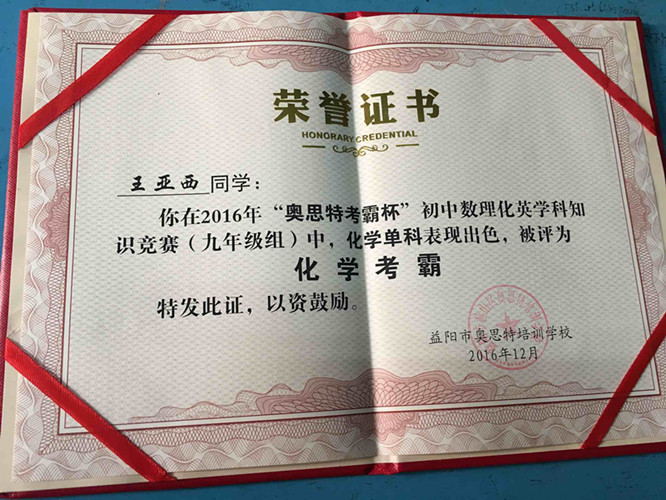 荣誉证书
HONORARY CREDENTIAL
王亚西同学：
你在2016年“奥思特考霸杯”初中数理化英学科知
识竞赛（九年级组）中，化学单科表现出色，被评为
化学考霸
特发此证，以资鼓励。
益阳市奥思特培训学校
2016年12月